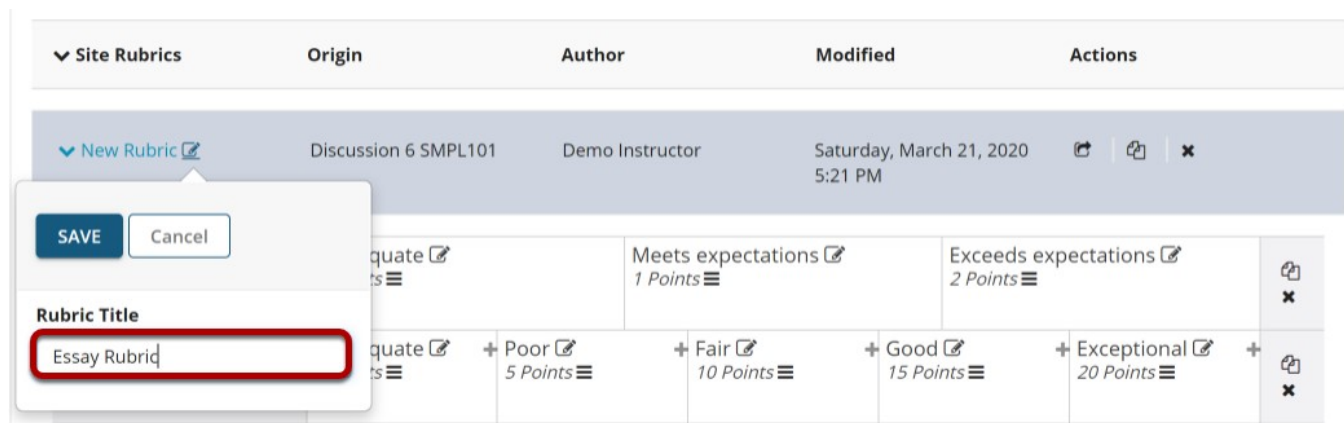 Site Rubrics Origin Author Modified Actions
New Rubric Discussion 6 SMPL101 Demo Instructor Saturday, March 21, 2020
5:21 PM
SAVE Cancel
Meets expectations Exceeds expectations
1 Points 2 Points
Rubric Title
Essay Rubric
Poor Fair Good Exceptional
5 Points 10 Points 15 Points 20 Points